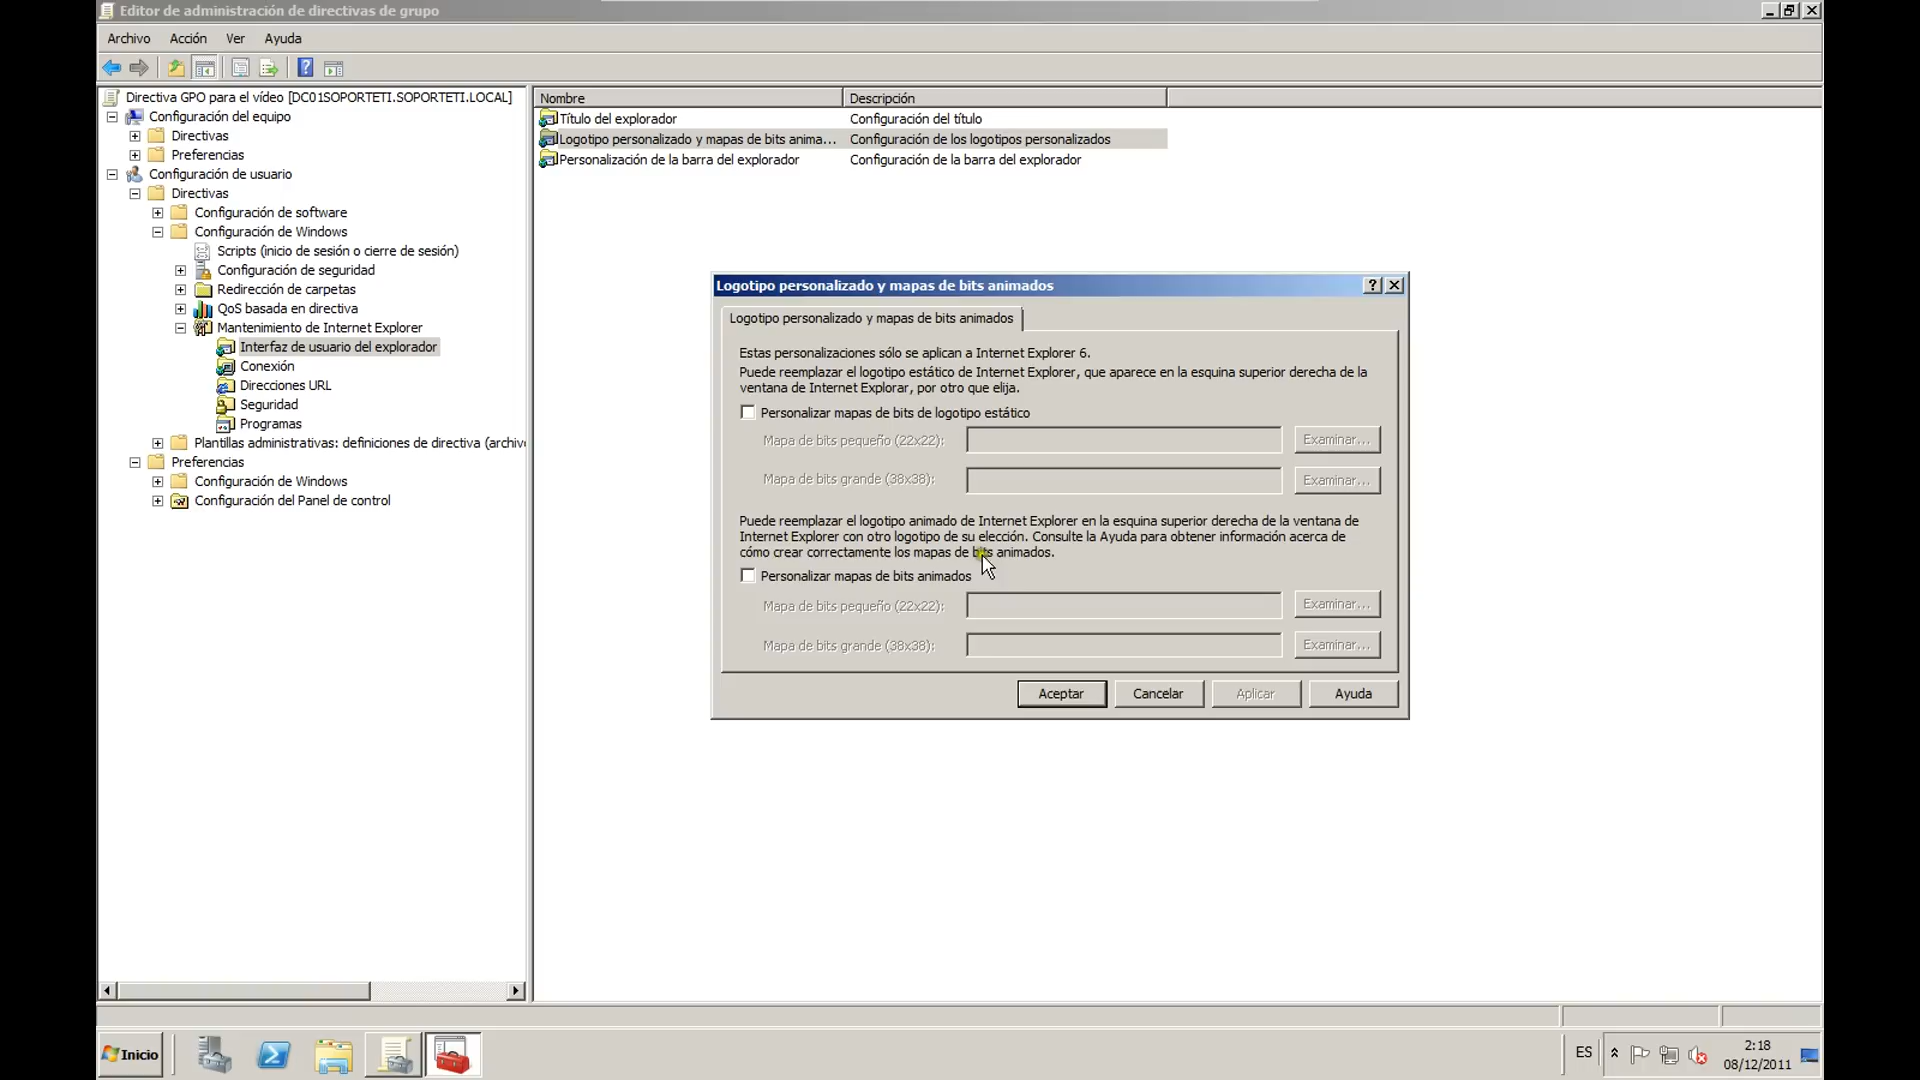 Editor de administración de directivas de grupo
Archivo Acción Ver Ayuda
Directiva GPO para el vídeo [DC01SOPORTETI.SOPORTETI.LOCAL]
Configuración del equipo
Directivas
Preferencias
Configuración de usuario
Directivas
Configuración de software
Configuración de Windows
Scripts (inicio de sesión o cierre de sesión)
Configuración de seguridad
Redirección de carpetas
QoS basada en directiva
Mantenimiento de Internet Explorer
Interfaz de usuario del explorador
Conexión
Direcciones URL
Seguridad
Programas
Plantillas administrativas: definiciones de directiva (archivo
Preferencias
Configuración de Windows
Configuración del Panel de control
Nombre Descripción
Título del explorador Configuración del título
Logotipo personalizado y mapas de bits anima... Configuración de los logotipos personalizados
Personalización de la barra del explorador Configuración de la barra del explorador
Logotipo personalizado y mapas de bits animados
Logotipo personalizado y mapas de bits animados
Estas personalizaciones sólo se aplican a Internet Explorer 6.
Puede reemplazar el logotipo estático de Internet Explorer, que aparece en la esquina superior derecha de la
ventana de Internet Explorar, por otro que elija.
Personalizar mapas de bits de logotipo estático
Mapa de bits pequeño (22x22): Examinar...
Mapa de bits grande (38x38): Examinar...
Puede reemplazar el logotipo animado de Internet Explorer en la esquina superior derecha de la ventana de
Internet Explorer con otro logotipo de su elección. Consulte la Ayuda para obtener información acerca de
cómo crear correctamente los mapas de bits animados.
Personalizar mapas de bits animados
Mapa de bits pequeño (22x22): Examinar...
Mapa de bits grande (38x38): Examinar...
Aceptar Cancelar Aplicar Ayuda
Inicio
ES
2:18
08/12/2011